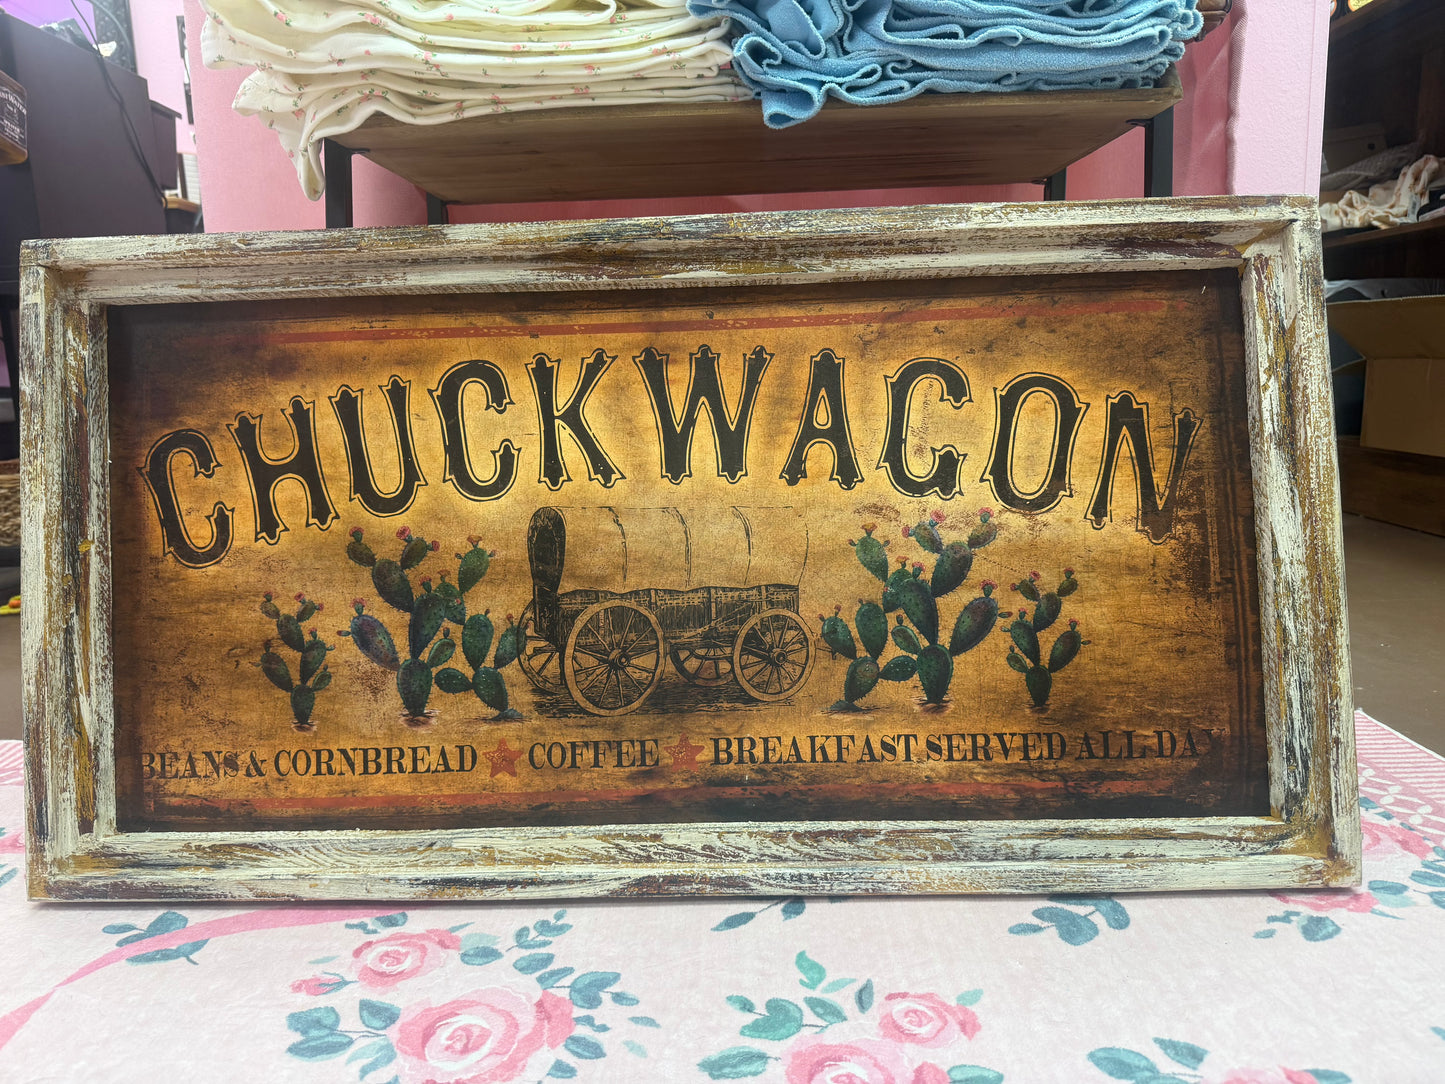 CHUCKWAGON
BEANS & CORNBREAD ★ COFFEE ★ BREAKFAST SERVED ALL DAY